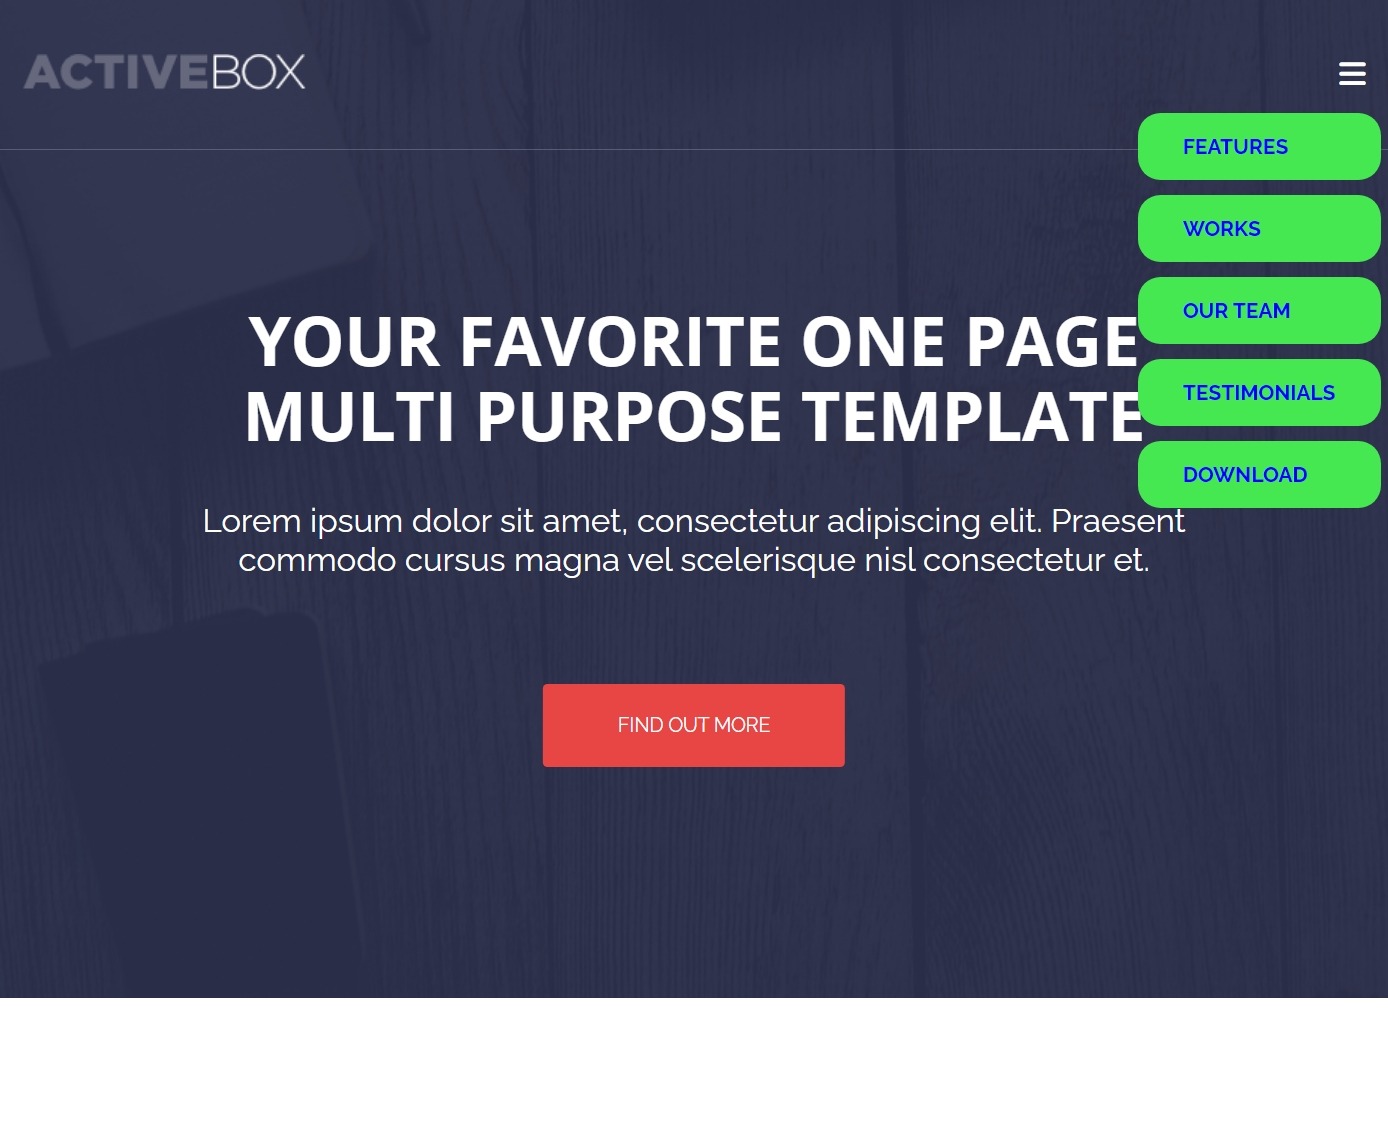 ACTIVEBOX
FEATURES
WORKS
OUR TEAM
TESTIMONIALS
DOWNLOAD
YOUR FAVORITE ONE PAGE
MULTI PURPOSE TEMPLATE
Lorem ipsum dolor sit amet, consectetur adipiscing elit. Praesent
commodo cursus magna vel scelerisque nisl consectetur et.
FIND OUT MORE